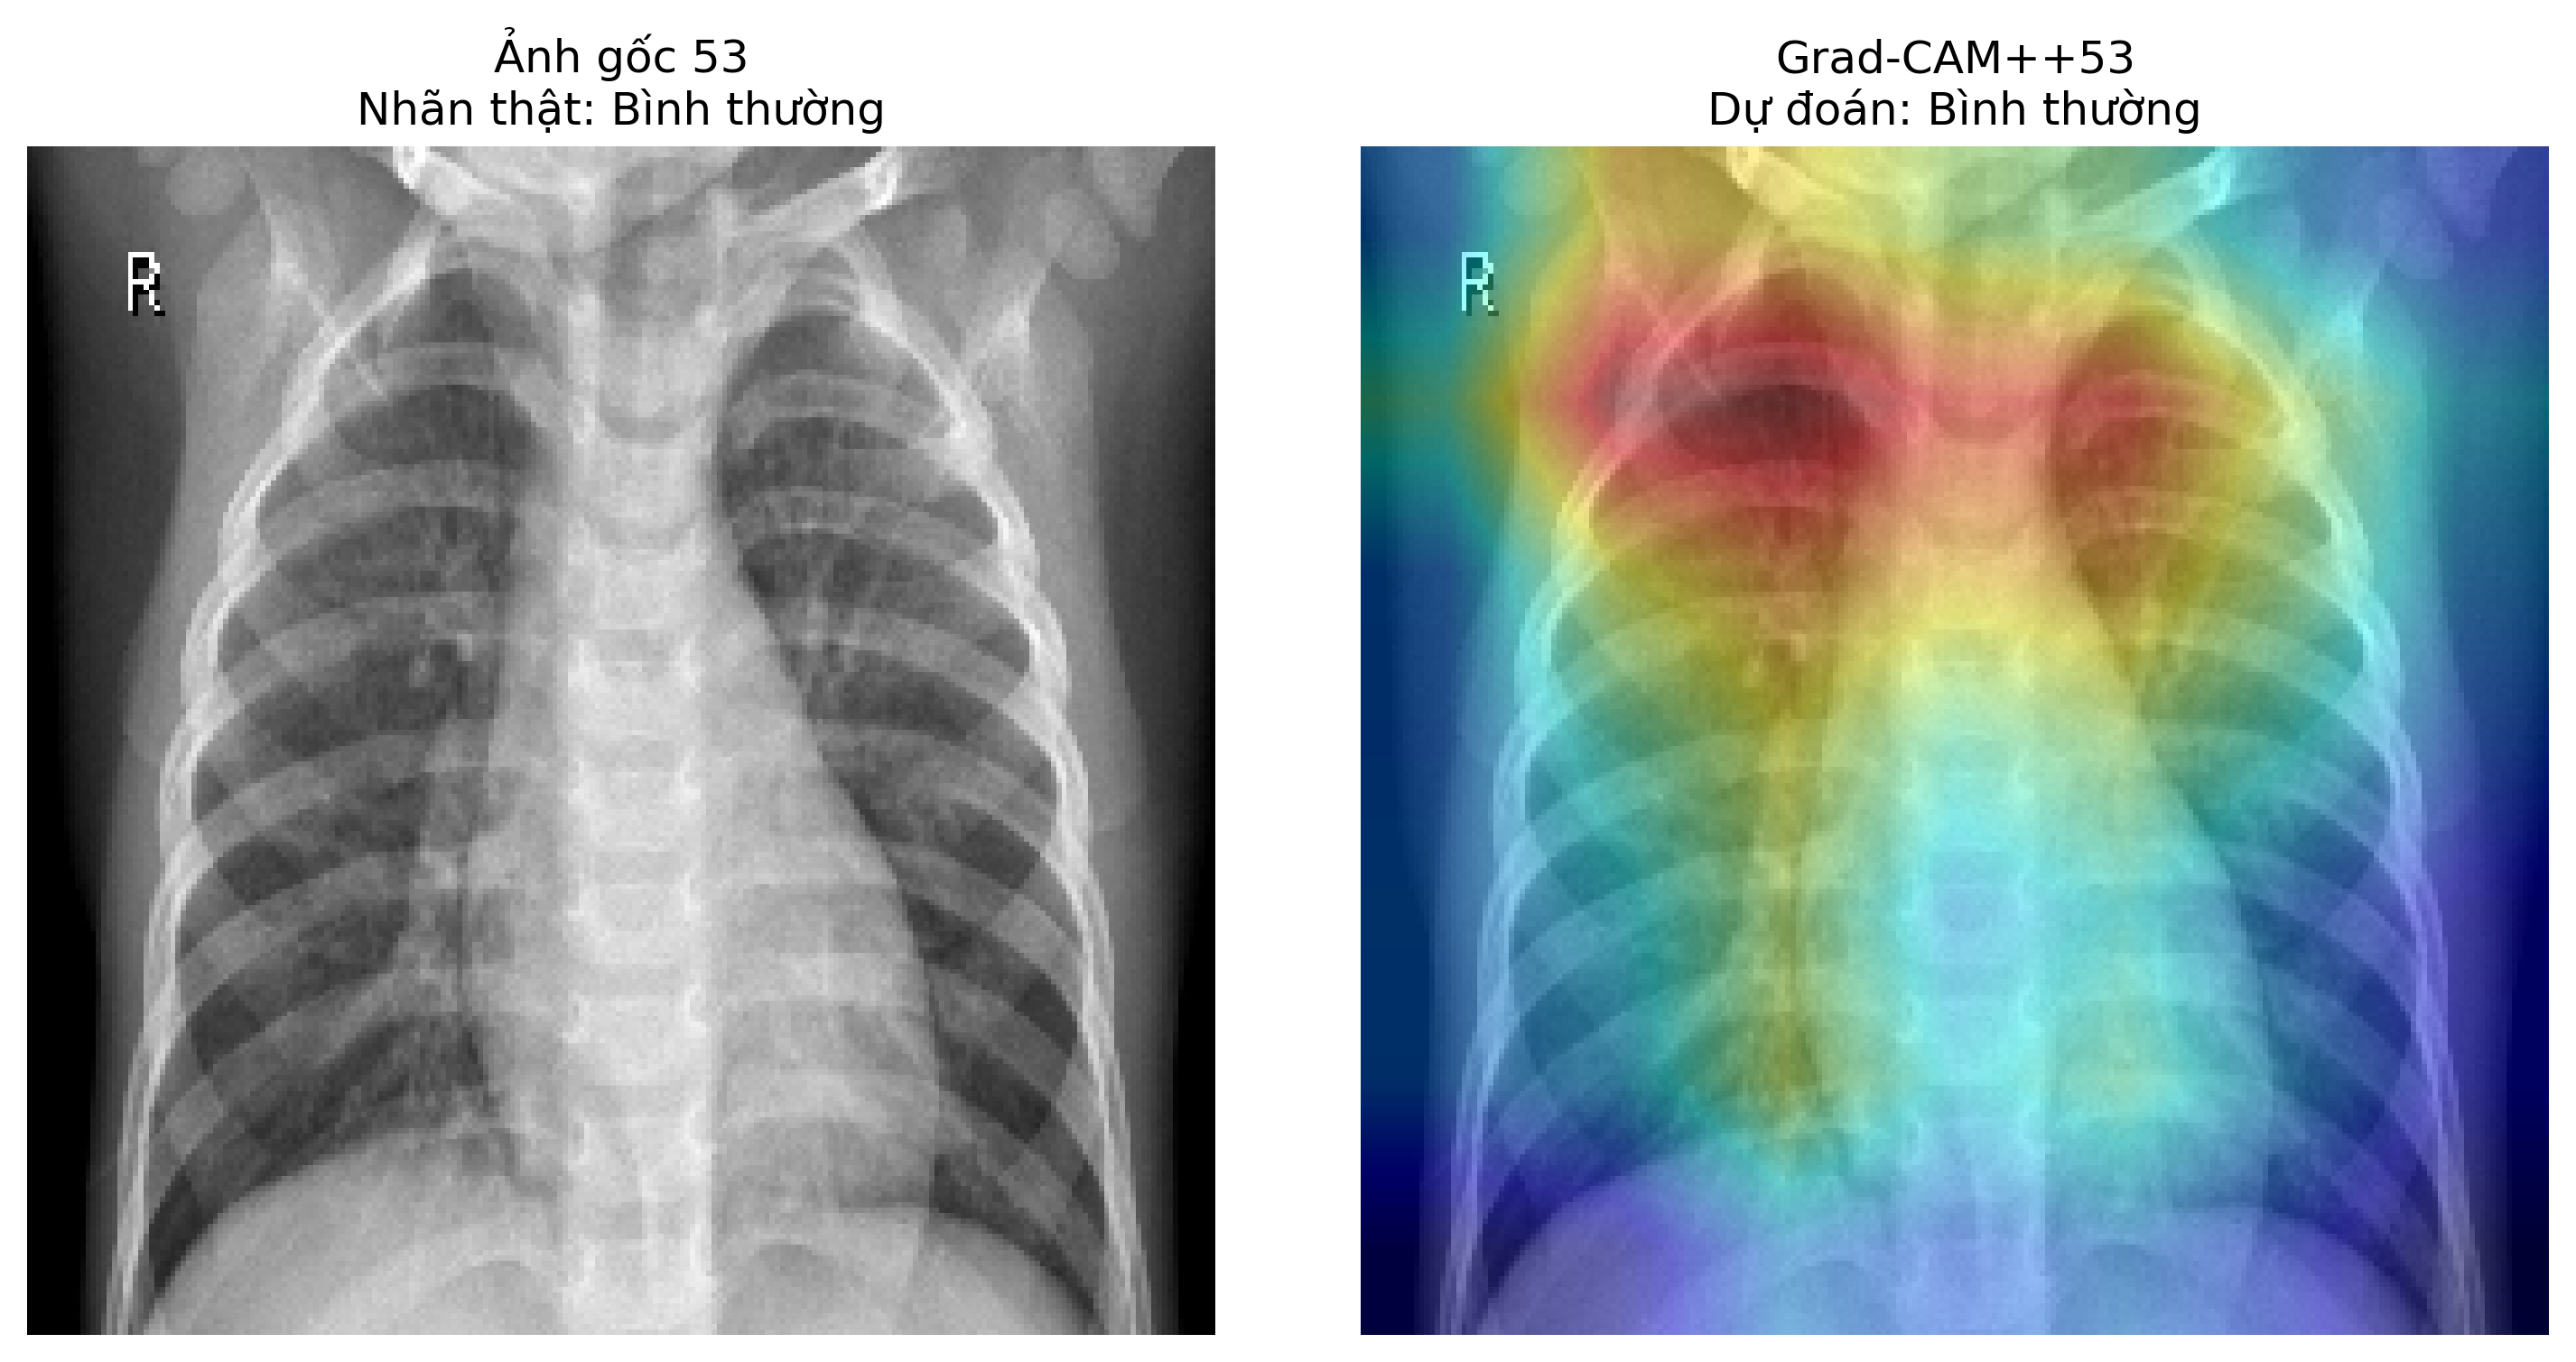 Ảnh gốc 53
Nhãn thật: Bình thường
Grad-CAM++53
Dự đoán: Bình thường
R
R